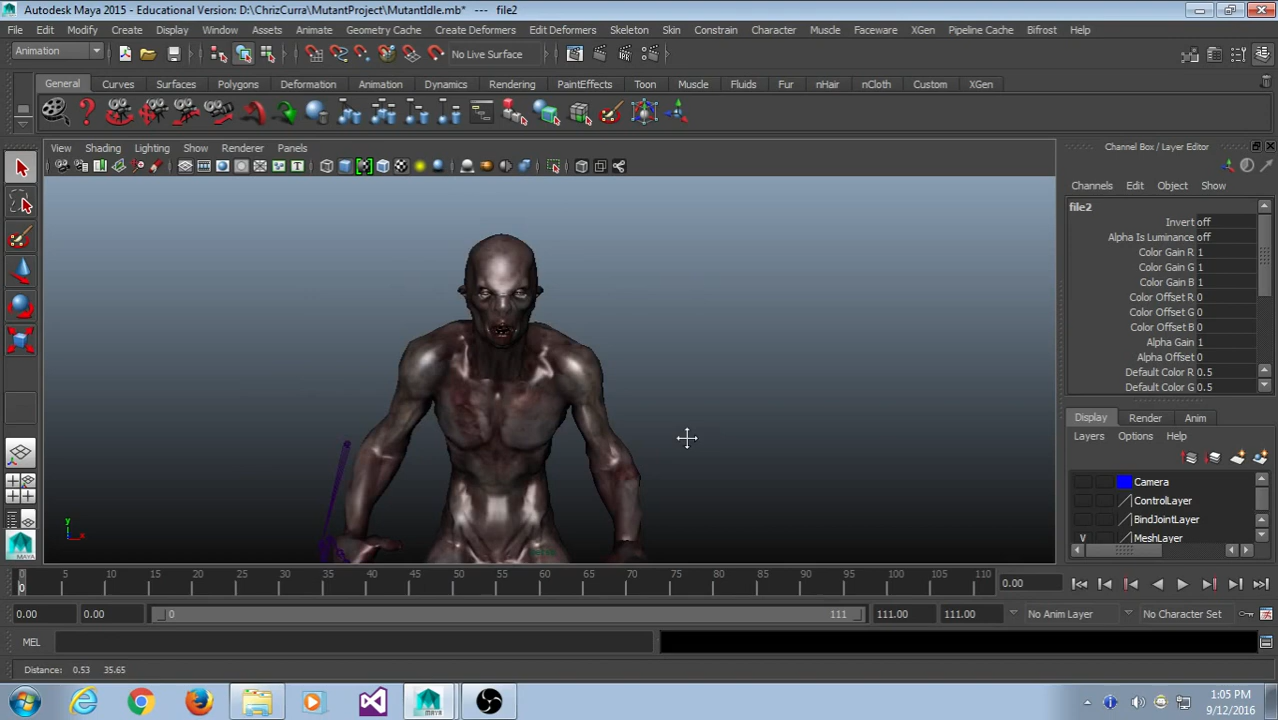 Autodesk Maya 2015 - Educational Version: D:\ChrizCurra\MutantProject\MutantIdle.mb* --- file2
File Edit Modify Create Display Window Assets Animate Geometry Cache Create Deformers Edit Deformers Skeleton Skin Constrain Character Muscle Faceware XGen Pipeline Cache Bifrost Help
Animation No Live Surface
General Curves Surfaces Polygons Deformation Animation Dynamics Rendering PaintEffects Toon Muscle Fluids Fur nHair nCloth Custom XGen
View Shading Lighting Show Renderer Panels
Channel Box / Layer Editor
Channels Edit Object Show
file2
Invert off
Alpha Is Luminance off
Color Gain R 1
Color Gain G 1
Color Gain B 1
Color Offset R 0
Color Offset G 0
Color Offset B 0
Alpha Gain 1
Alpha Offset 0
Default Color R 0.5
Default Color G 0.5
Display Render Anim
Layers Options Help
Camera
ControlLayer
BindJointLayer
V MeshLayer
y
x
MAYA
0 5 10 15 20 25 30 35 40 45 50 55 60 65 70 75 80 85 90 95 100 105 110
0
0.00
0.00 0.00 0 111 111.00 111.00 No Anim Layer No Character Set
MEL
Distance: 0.53 35.65
1:05 PM
9/12/2016